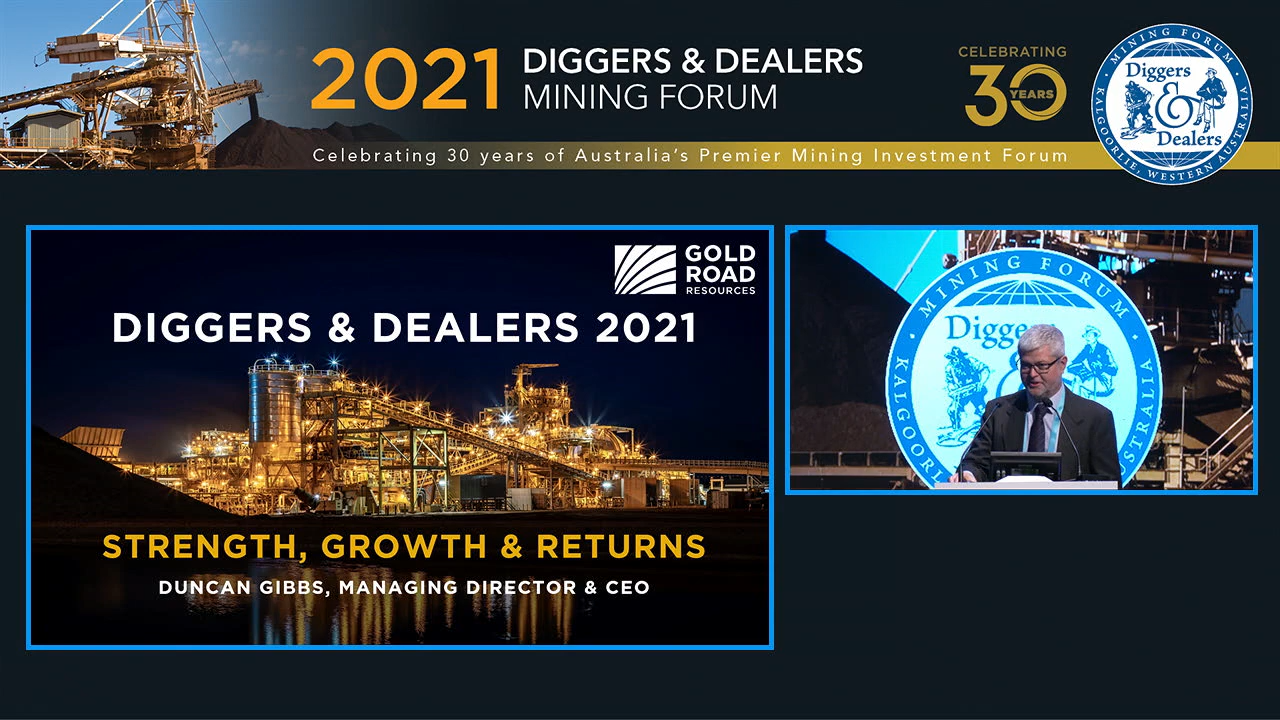 2021
DIGGERS & DEALERS
MINING FORUM
CELEBRATING
30
YEARS
MINING FORUM
Diggers
&
Dealers
KALGOORLIE, WESTERN AUSTRALIA
Celebrating 30 years of Australia's Premier Mining Investment Forum
GOLD
ROAD
RESOURCES
DIGGERS & DEALERS 2021
STRENGTH, GROWTH & RETURNS
DUNCAN GIBBS, MANAGING DIRECTOR & CEO
MINING FORUM